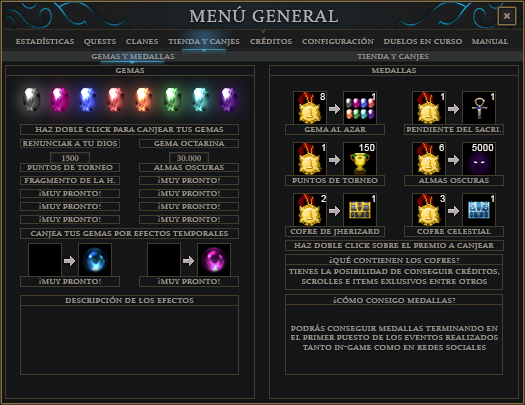 MENÚ GENERAL
ESTADÍSTICAS QUESTS CLANES TIENDA Y CANJES CRÉDITOS CONFIGURACIÓN DUELOS EN CURSO MANUAL
GEMAS Y MEDALLAS
TIENDA Y CANJES
GEMAS
HAZ DOBLE CLICK PARA CANJEAR TUS GEMAS
RENUNCIAR A TU DIOS
GEMA OCTARINA
1500
30.000
PUNTOS DE TORNEO
ALMAS OSCURAS
FRAGMENTO DE LA H.
¡MUY PRONTO!
¡MUY PRONTO!
¡MUY PRONTO!
¡MUY PRONTO!
¡MUY PRONTO!
¡MUY PRONTO!
¡MUY PRONTO!
CANJEA TUS GEMAS POR EFECTOS TEMPORALES
¡MUY PRONTO!
¡MUY PRONTO!
DESCRIPCIÓN DE LOS EFECTOS
MEDALLAS
8 1
1 1
GEMA AL AZAR
PENDIENTE DEL SACRI.
1 150
6 5000
PUNTOS DE TORNEO
ALMAS OSCURAS
2 1
3 1
COFRE DE JHERIZARD
COFRE CELESTIAL
HAZ DOBLE CLICK SOBRE EL PREMIO A CANJEAR
¿QUÉ CONTIENEN LOS COFRES?
TIENES LA POSIBILIDAD DE CONSEGUIR CRÉDITOS,
SCROLLES E ITEMS EXLUSIVOS ENTRE OTROS
¿CÓMO CONSIGO MEDALLAS?
PODRÁS CONSEGUIR MEDALLAS TERMINANDO EN
EL PRIMER PUESTO DE LOS EVENTOS REALIZADOS
TANTO IN-GAME COMO EN REDES SOCIALES